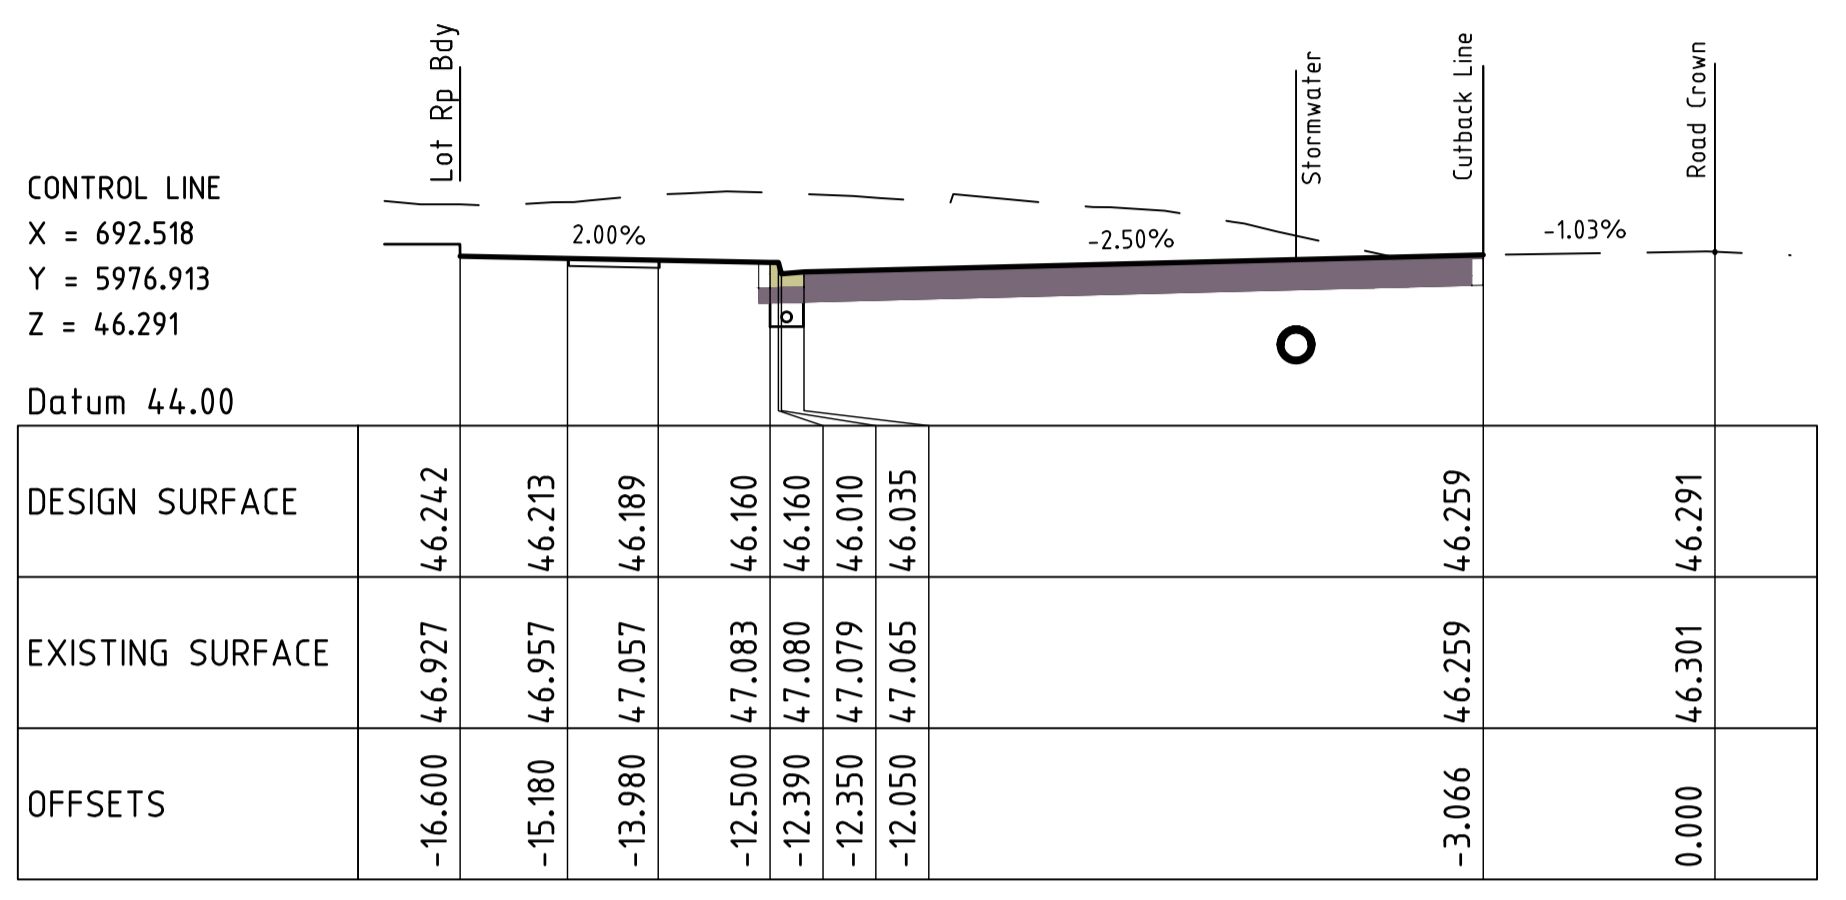 Lot Rp Bdy
Stormwater
Cutback Line
Road Crown
CONTROL LINE
X = 692.518
Y = 5976.913
Z = 46.291
2.00%
-2.50%
-1.03%
Datum 44.00
DESIGN SURFACE 46.242 46.213 46.189 46.160 46.160 46.010 46.035 46.259 46.291
EXISTING SURFACE 46.927 46.957 47.057 47.083 47.080 47.079 47.065 46.259 46.301
OFFSETS -16.600 -15.180 -13.980 -12.500 -12.390 -12.350 -12.050 -3.066 0.000